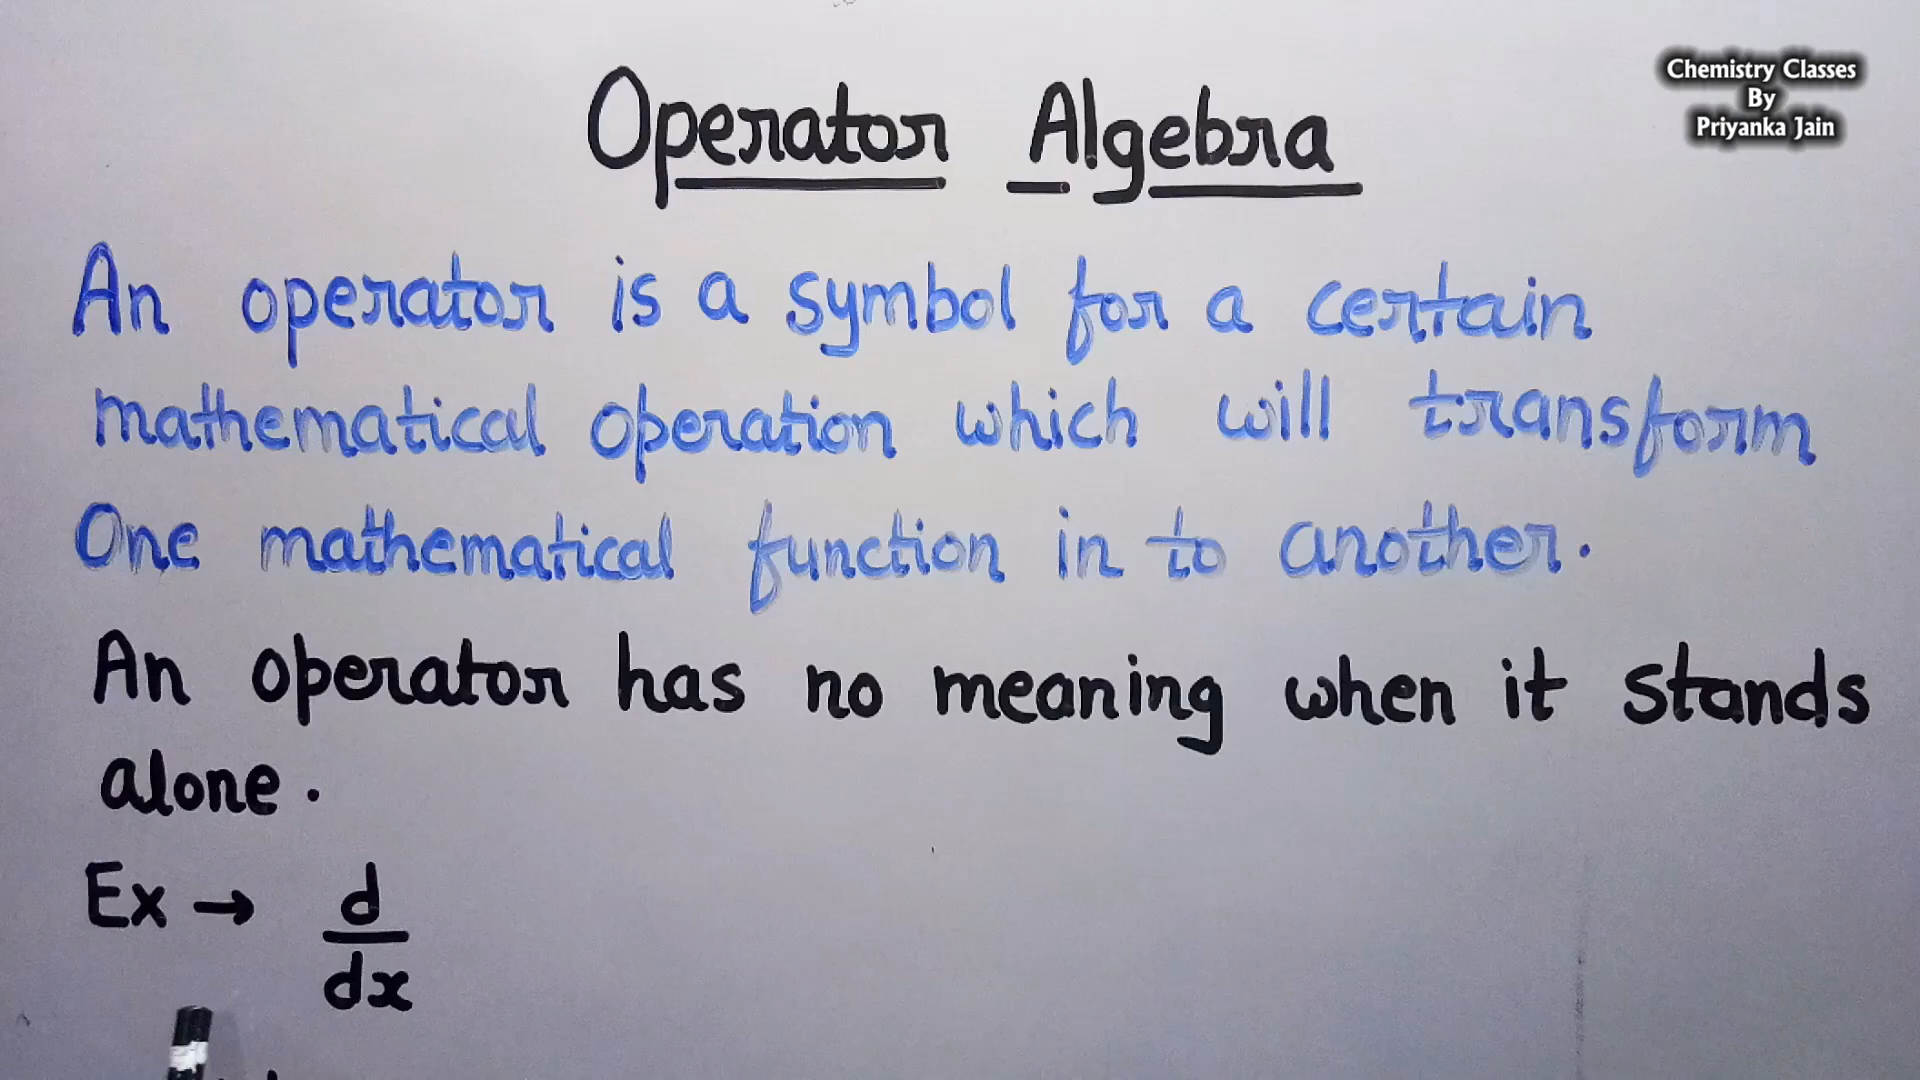 Chemistry Classes
By
Priyanka Jain
Operator Algebra
An operator is a symbol for a certain
mathematical operation which will transform
One mathematical function in to another.
An operator has no meaning when it stands
alone.
Ex → d
dx